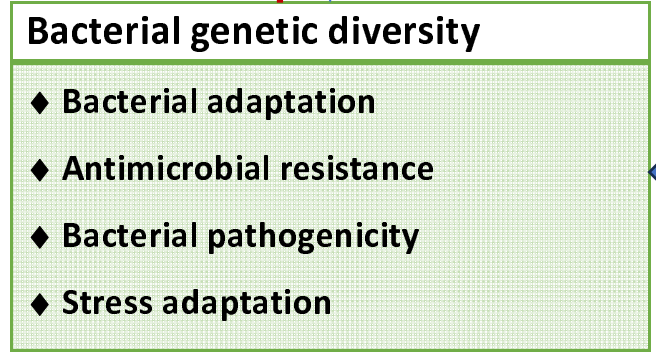 Bacterial genetic diversity
♦ Bacterial adaptation
♦ Antimicrobial resistance
♦ Bacterial pathogenicity
♦ Stress adaptation